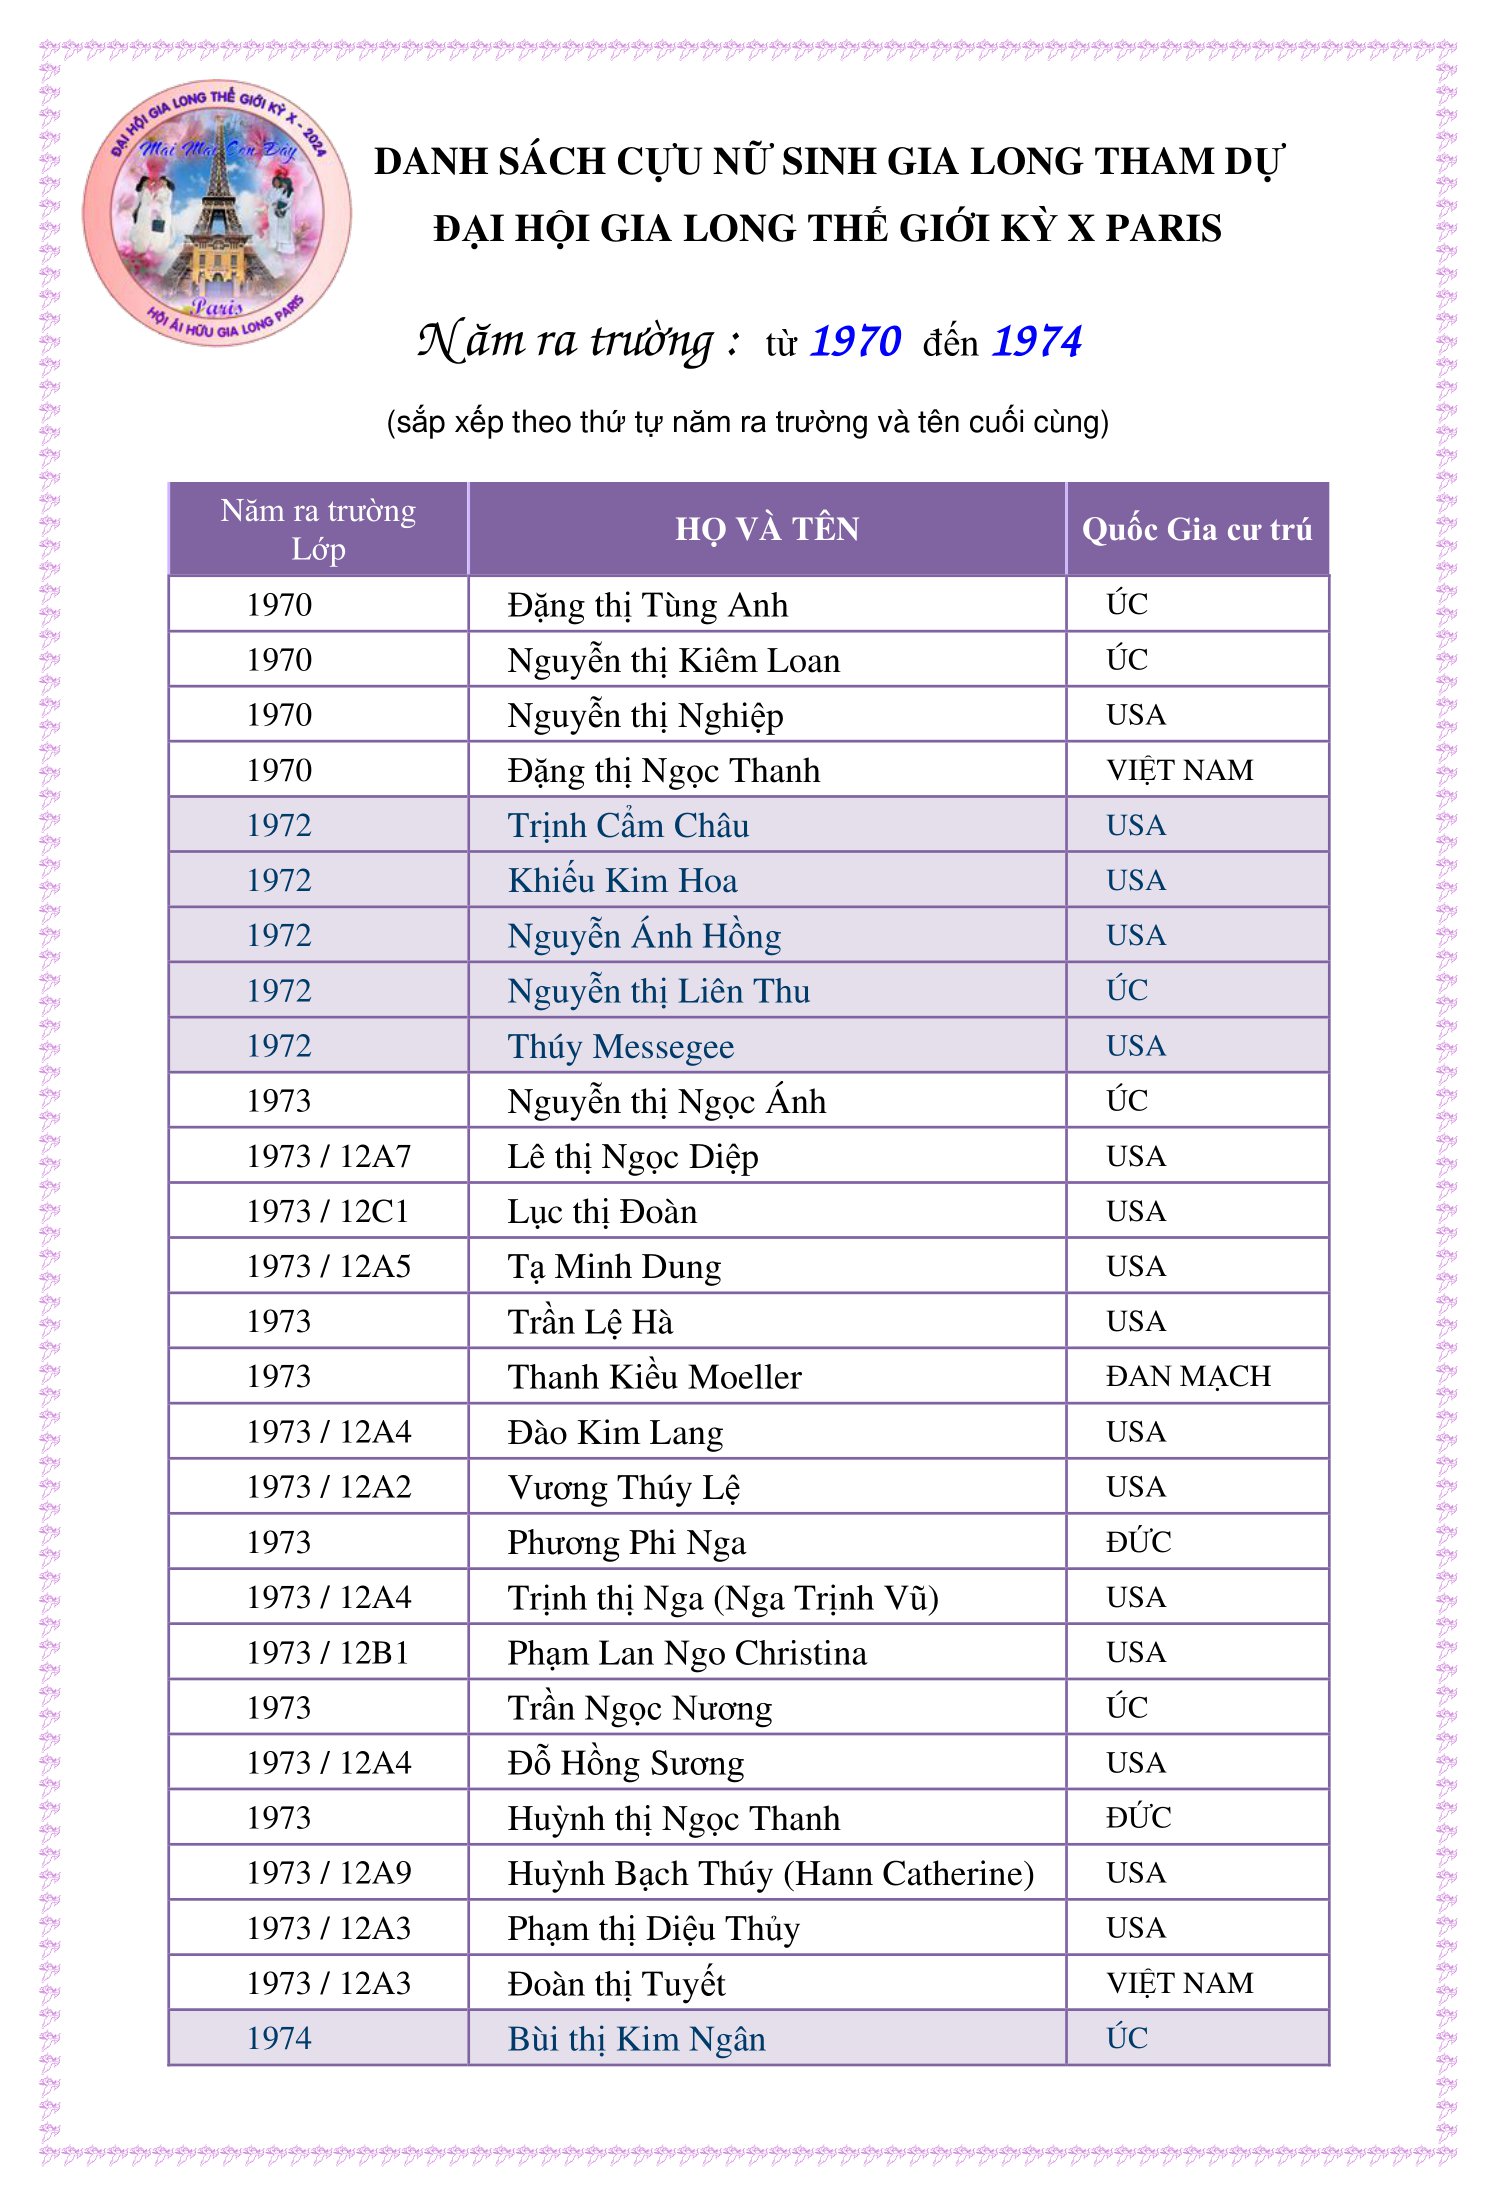 ĐẠI HỘI GIA LONG THẾ GIỚI KỲ X - 2024
Mãi Mãi Còn Đây
Paris
HỘI ÁI HỮU GIA LONG PARIS
DANH SÁCH CỰU NỮ SINH GIA LONG THAM DỰ
ĐẠI HỘI GIA LONG THẾ GIỚI KỲ X PARIS
Năm ra trường : từ 1970 đến 1974
(sắp xếp theo thứ tự năm ra trường và tên cuối cùng)
Năm ra trường Lớp HỌ VÀ TÊN Quốc Gia cư trú
1970 Đặng thị Tùng Anh ÚC
1970 Nguyễn thị Kiêm Loan ÚC
1970 Nguyễn thị Nghiệp USA
1970 Đặng thị Ngọc Thanh VIỆT NAM
1972 Trịnh Cẩm Châu USA
1972 Khiếu Kim Hoa USA
1972 Nguyễn Ánh Hồng USA
1972 Nguyễn thị Liên Thu ÚC
1972 Thúy Messegee USA
1973 Nguyễn thị Ngọc Ánh ÚC
1973 / 12A7 Lê thị Ngọc Diệp USA
1973 / 12C1 Lục thị Đoàn USA
1973 / 12A5 Tạ Minh Dung USA
1973 Trần Lệ Hà USA
1973 Thanh Kiều Moeller ĐAN MẠCH
1973 / 12A4 Đào Kim Lang USA
1973 / 12A2 Vương Thúy Lệ USA
1973 Phương Phi Nga ĐỨC
1973 / 12A4 Trịnh thị Nga (Nga Trịnh Vũ) USA
1973 / 12B1 Phạm Lan Ngo Christina USA
1973 Trần Ngọc Nương ÚC
1973 / 12A4 Đỗ Hồng Sương USA
1973 Huỳnh thị Ngọc Thanh ĐỨC
1973 / 12A9 Huỳnh Bạch Thúy (Hann Catherine) USA
1973 / 12A3 Phạm thị Diệu Thủy USA
1973 / 12A3 Đoàn thị Tuyết VIỆT NAM
1974 Bùi thị Kim Ngân ÚC